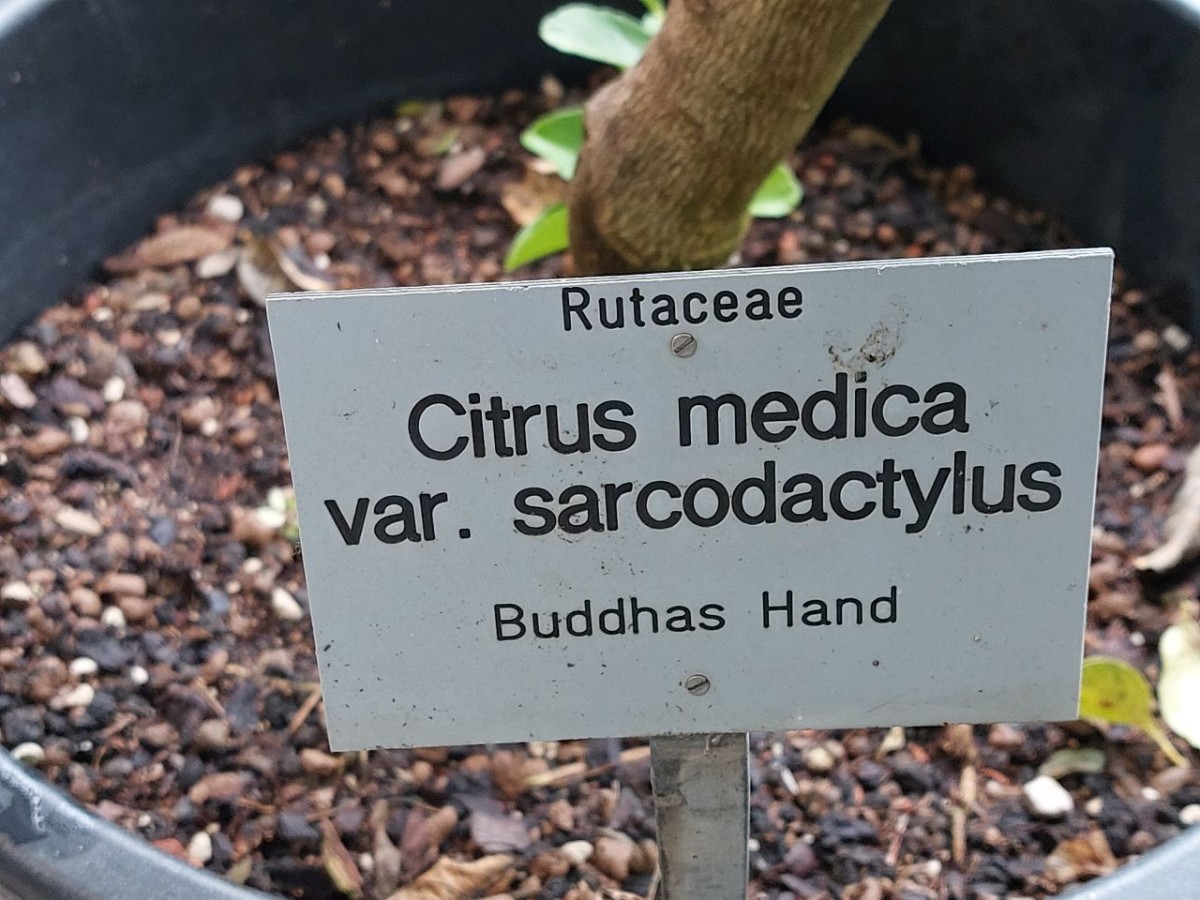 Rutaceae
Citrus medica
var. sarcodactylus
Buddhas Hand